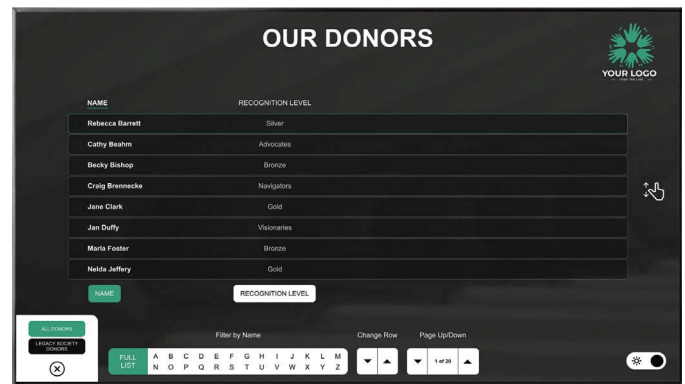 OUR DONORS
YOUR LOGO
NAME RECOGNITION LEVEL
Rebecca Barrett Silver
Cathy Beahm Advocates
Becky Bishop Bronze
Craig Brennecke Navigators
Jane Clark Gold
Jan Duffy Visionaries
Marla Foster Bronze
Nelda Jeffery Gold
NAME RECOGNITION LEVEL
ALL DONORS
LEGACY SOCIETY
DONORS
Filter by Name Change Row Page Up/Down
FULL
LIST
A B C D E F G H I J K L M
N O P Q R S T U V W X Y Z
1 of 20